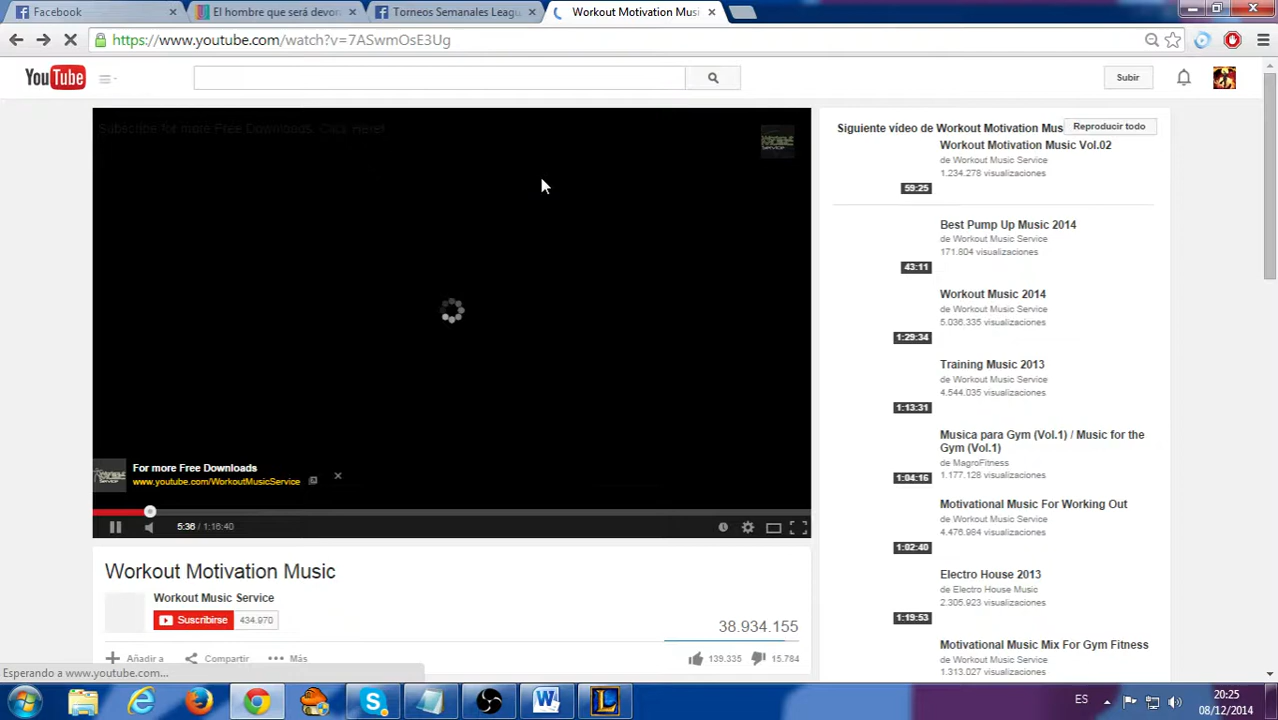 Facebook
El hombre que será devor
Torneos Semanales Leagu
Workout Motivation Musi
https://www.youtube.com/watch?v=7ASwmOsE3Ug
YouTube
Subir
Subscribe for more Free Downloads. Click Here!!
WORKOUT MUSIC Service
For more Free Downloads
www.youtube.com/WorkoutMusicService
5:36 / 1:16:40
Workout Motivation Music
Workout Music Service
Suscribirse 434.970
38.934.155
Añadir a Compartir Más
139.335 15.784
Siguiente vídeo de Workout Motivation Mus
Reproducir todo
Workout Motivation Music Vol.02
de Workout Music Service
1.234.278 visualizaciones
59:25
Best Pump Up Music 2014
de Workout Music Service
171.804 visualizaciones
43:11
Workout Music 2014
de Workout Music Service
5.036.335 visualizaciones
1:29:34
Training Music 2013
de Workout Music Service
4.544.035 visualizaciones
1:13:31
Musica para Gym (Vol.1) / Music for the
Gym (Vol.1)
de MagroFitness
1.177.128 visualizaciones
1:04:16
Motivational Music For Working Out
de Workout Music Service
4.476.984 visualizaciones
1:02:40
Electro House 2013
de Electro House Music
2.305.923 visualizaciones
1:19:53
Motivational Music Mix For Gym Fitness
de Workout Music Service
1.313.027 visualizaciones
Esperando a www.youtube.com...
ES
20:25
08/12/2014